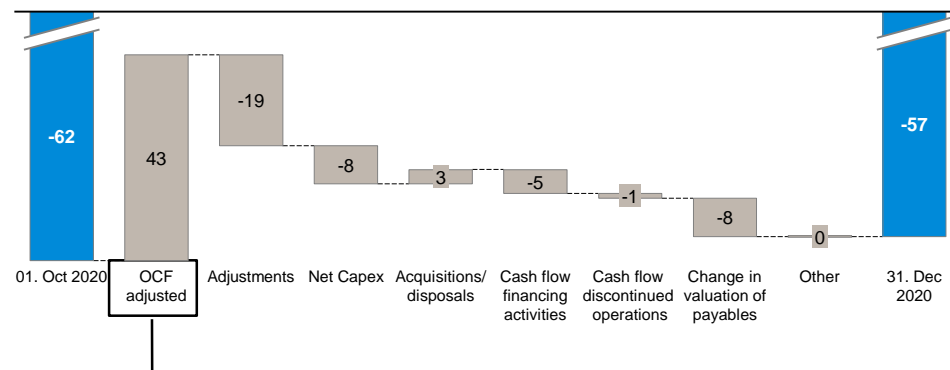 -62
43
-19
-8
3
-5
-1
-8
0
-57
01. Oct 2020
OCF
adjusted
Adjustments
Net Capex
Acquisitions/
disposals
Cash flow
financing
activities
Cash flow
discontinued
operations
Change in
valuation of
payables
Other
31. Dec
2020